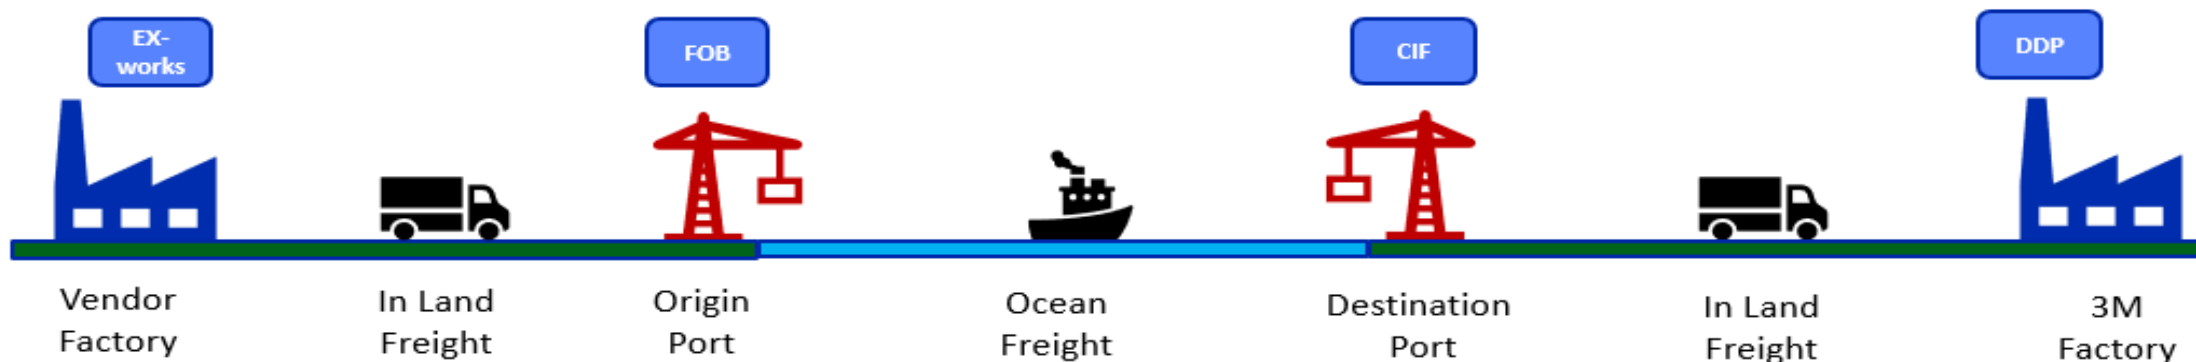 EX-
works
FOB
CIF
DDP
Vendor
Factory
In Land
Freight
Origin
Port
Ocean
Freight
Destination
Port
In Land
Freight
3M
Factory